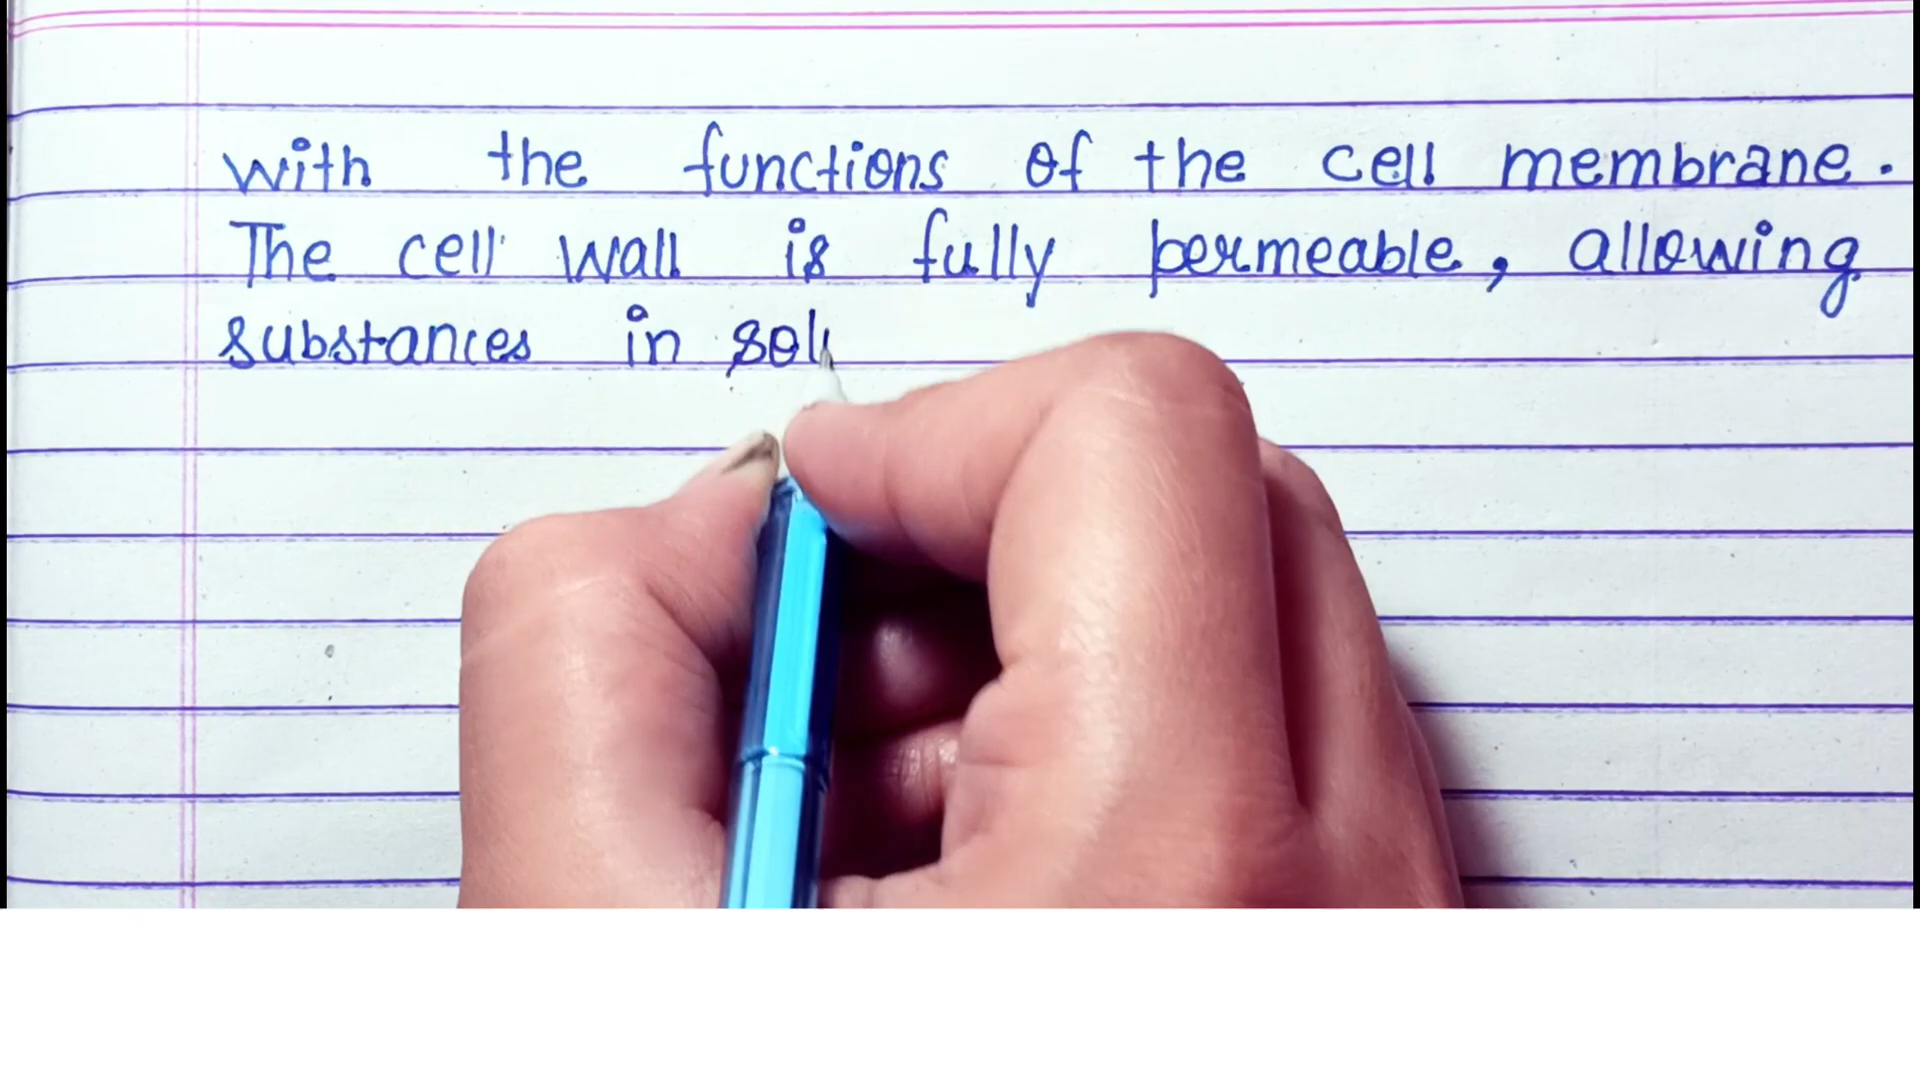 with the functions of the cell membrane.
The cell wall is fully permeable, allowing
substances in sol